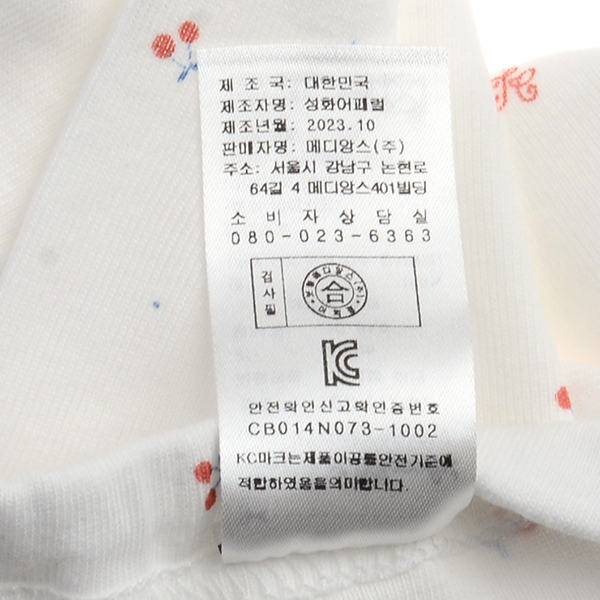 제 조 국: 대한민국
제조자명: 성화어패럴
제조년월: 2023.10
판매자명: 메디앙스(주)
주소: 서울시 강남구 논현로
64길 4 메디앙스401빌딩
소 비 자 상 담 실
080-023-6363
검사필
合
KC
안전확인신고확인증번호
CB014N073-1002
KC마크는제품이공통안전기준에
적합하였음을의미합니다.